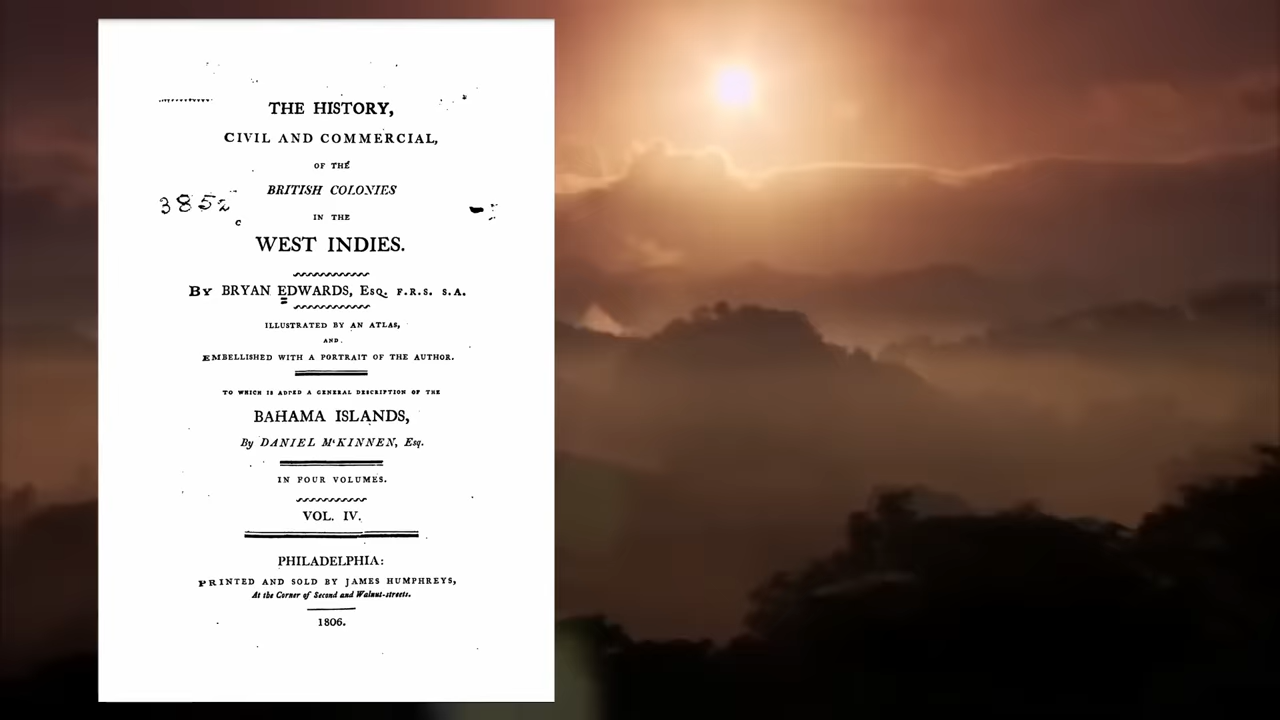 THE HISTORY,
CIVIL AND COMMERCIAL,
OF THE
BRITISH COLONIES
3852
IN THE
WEST INDIES.
BY BRYAN EDWARDS, ESQ. F.R.S. S.A.
ILLUSTRATED BY AN ATLAS,
AND
EMBELLISHED WITH A PORTRAIT OF THE AUTHOR.
TO WHICH IS ADDED A GENERAL DESCRIPTION OF THE
BAHAMA ISLANDS,
By DANIEL M'KINNEN, Esq.
IN FOUR VOLUMES.
VOL. IV.
PHILADELPHIA:
PRINTED AND SOLD BY JAMES HUMPHREYS,
At the Corner of Second and Walnut-streets.
1806.